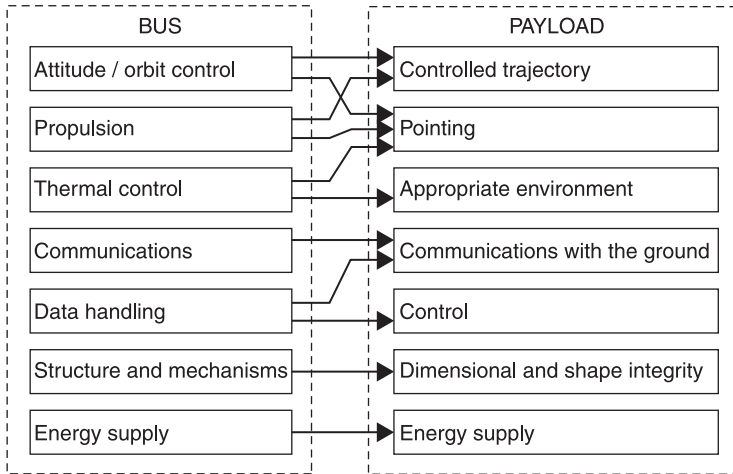 BUS
PAYLOAD
Attitude / orbit control
Controlled trajectory
Propulsion
Pointing
Thermal control
Appropriate environment
Communications
Communications with the ground
Data handling
Control
Structure and mechanisms
Dimensional and shape integrity
Energy supply
Energy supply